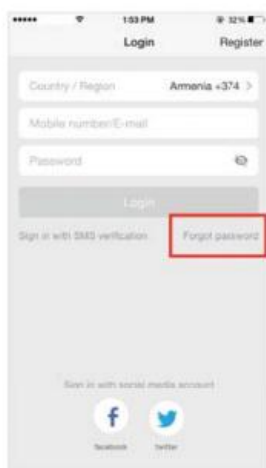 1:53 PM
32%
Login Register
Country / Region Armenia +374 >
Mobile number/E-mail
Password
Login
Sign in with SMS verification Forgot password
Sign in with social media account
facebook twitter